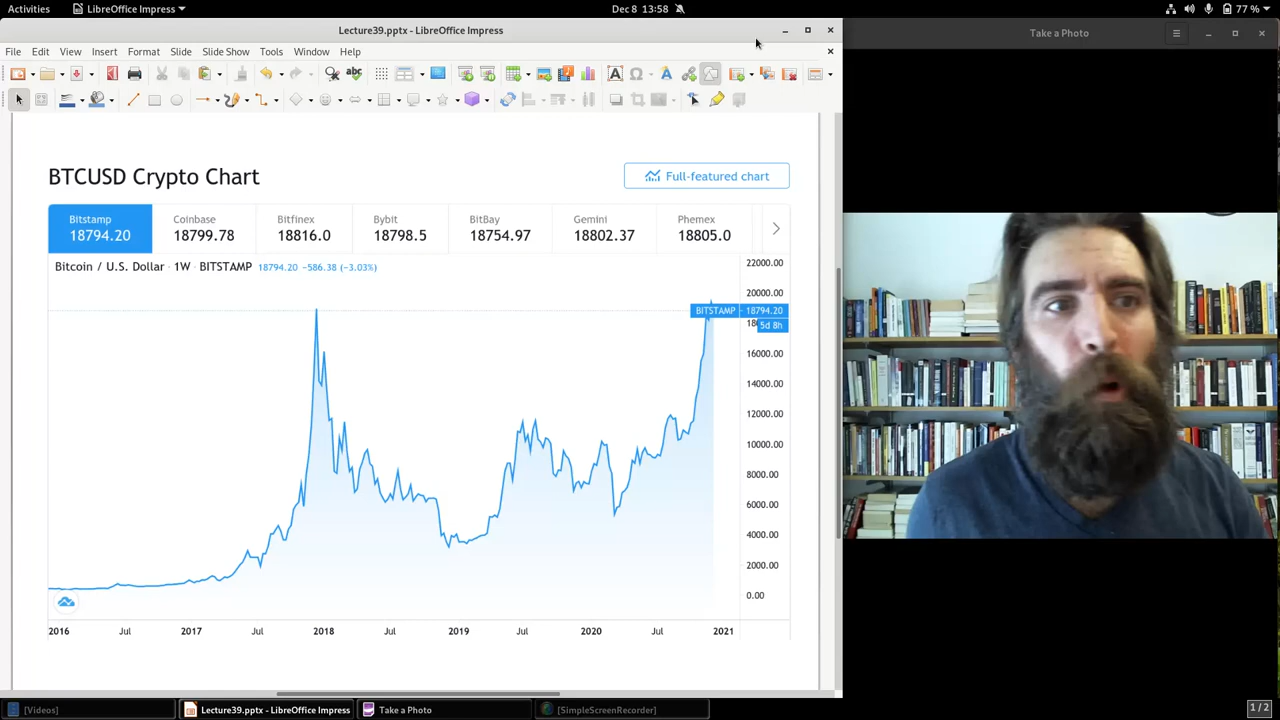 Activities LibreOffice Impress Dec 8 13:58 77 %
Lecture39.pptx - LibreOffice Impress
Take a Photo
File Edit View Insert Format Slide Slide Show Tools Window Help
BTCUSD Crypto Chart
Full-featured chart
Bitstamp Coinbase Bitfinex Bybit BitBay Gemini Phemex
18794.20 18799.78 18816.0 18798.5 18754.97 18802.37 18805.0
Bitcoin / U.S. Dollar · 1W · BITSTAMP 18794.20 −586.38 (−3.03%)
22000.00
20000.00
BITSTAMP 18794.20
5d 8h
16000.00
14000.00
12000.00
10000.00
8000.00
6000.00
4000.00
2000.00
0.00
2016 Jul 2017 Jul 2018 Jul 2019 Jul 2020 Jul 2021
[Videos] Lecture39.pptx - LibreOffice Impress Take a Photo [SimpleScreenRecorder] 1/2